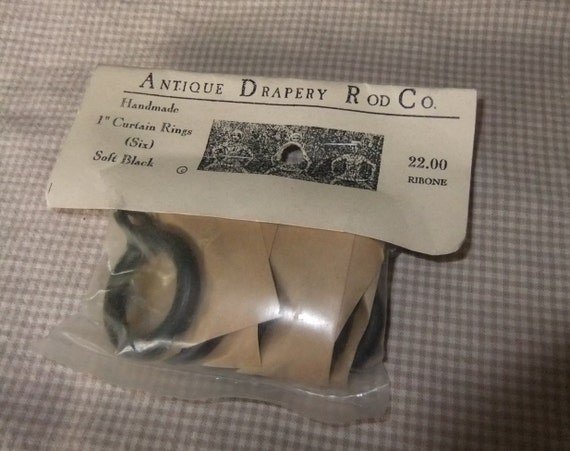 Antique Drapery Rod Co.
Handmade
1" Curtain Rings
(Six)
Soft Black
22.00
RIBONE